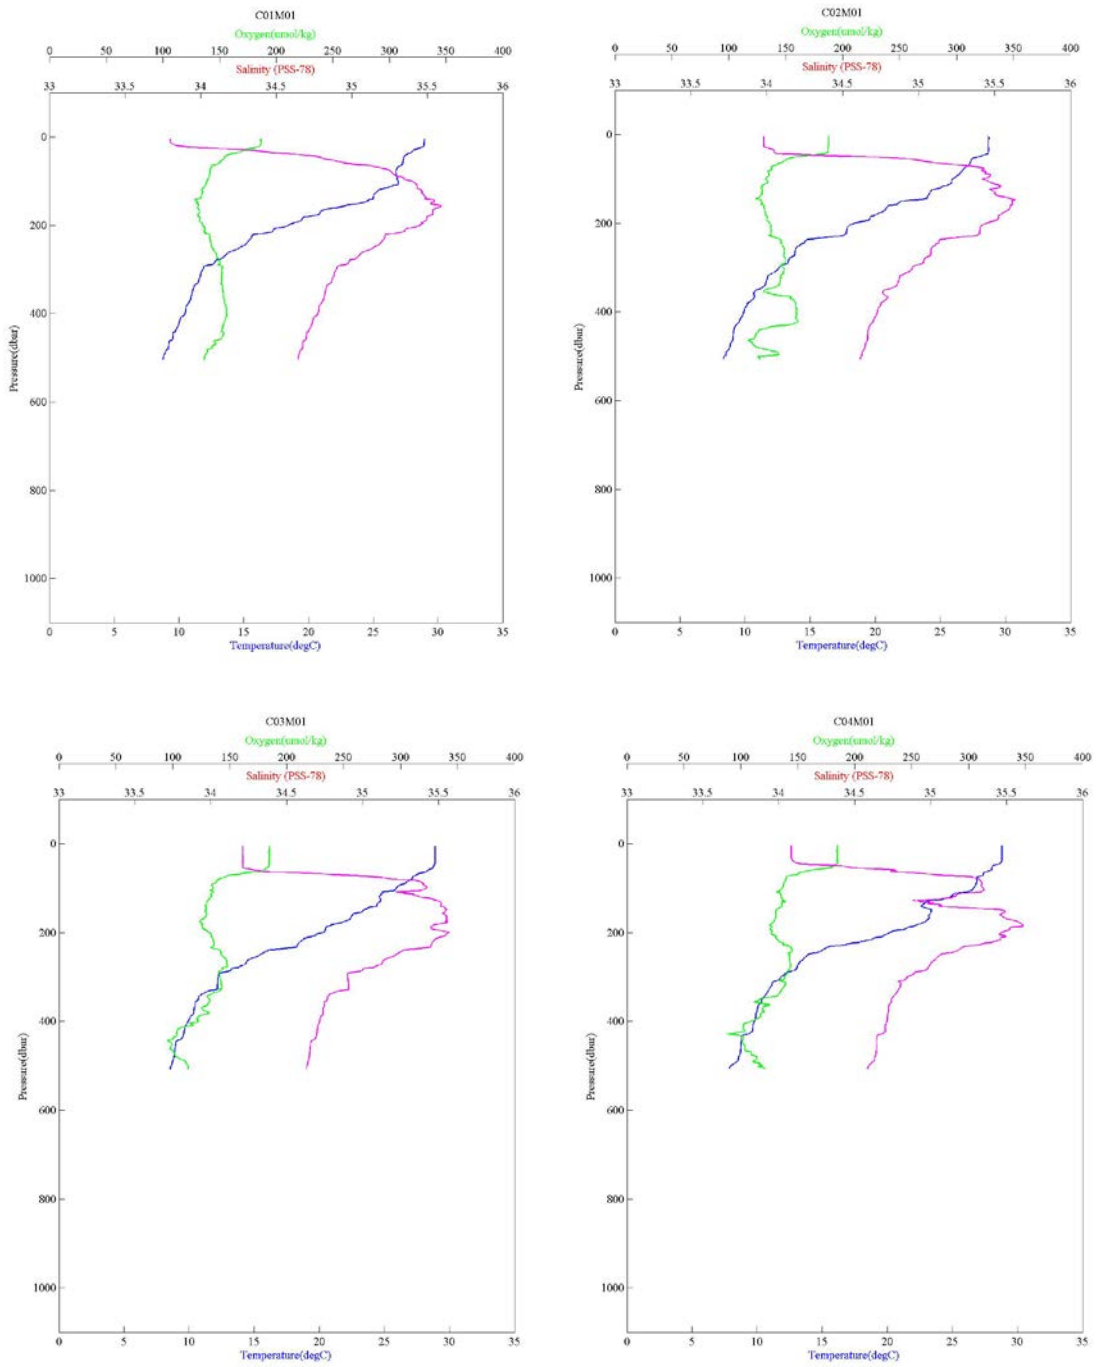 C01M01
Oxygen(umol/kg)
0 50 100 150 200 250 300 350 400
Salinity (PSS-78)
33 33.5 34 34.5 35 35.5 36
0
200
400
600
800
1000
Pressure(dbar)
0 5 10 15 20 25 30 35
Temperature(degC)
C02M01
Oxygen(umol/kg)
0 50 100 150 200 250 300 350 400
Salinity (PSS-78)
33 33.5 34 34.5 35 35.5 36
0
200
400
600
800
1000
Pressure(dbar)
0 5 10 15 20 25 30 35
Temperature(degC)
C03M01
Oxygen(umol/kg)
0 50 100 150 200 250 300 350 400
Salinity (PSS-78)
33 33.5 34 34.5 35 35.5 36
0
200
400
600
800
1000
Pressure(dbar)
0 5 10 15 20 25 30 35
Temperature(degC)
C04M01
Oxygen(umol/kg)
0 50 100 150 200 250 300 350 400
Salinity (PSS-78)
33 33.5 34 34.5 35 35.5 36
0
200
400
600
800
1000
Pressure(dbar)
0 5 10 15 20 25 30 35
Temperature(degC)